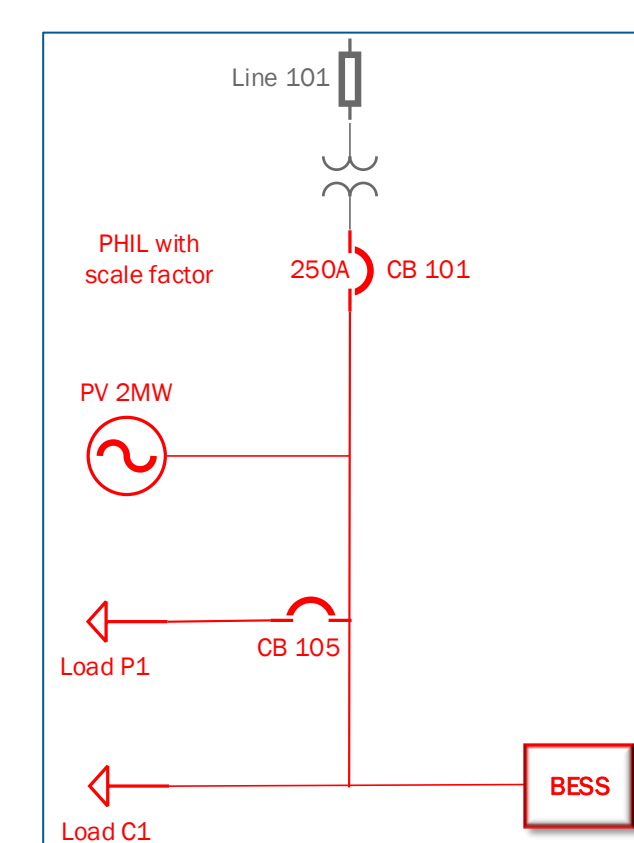 Line 101
PHIL with
scale factor
250A
CB 101
PV 2MW
CB 105
Load P1
BESS
Load C1